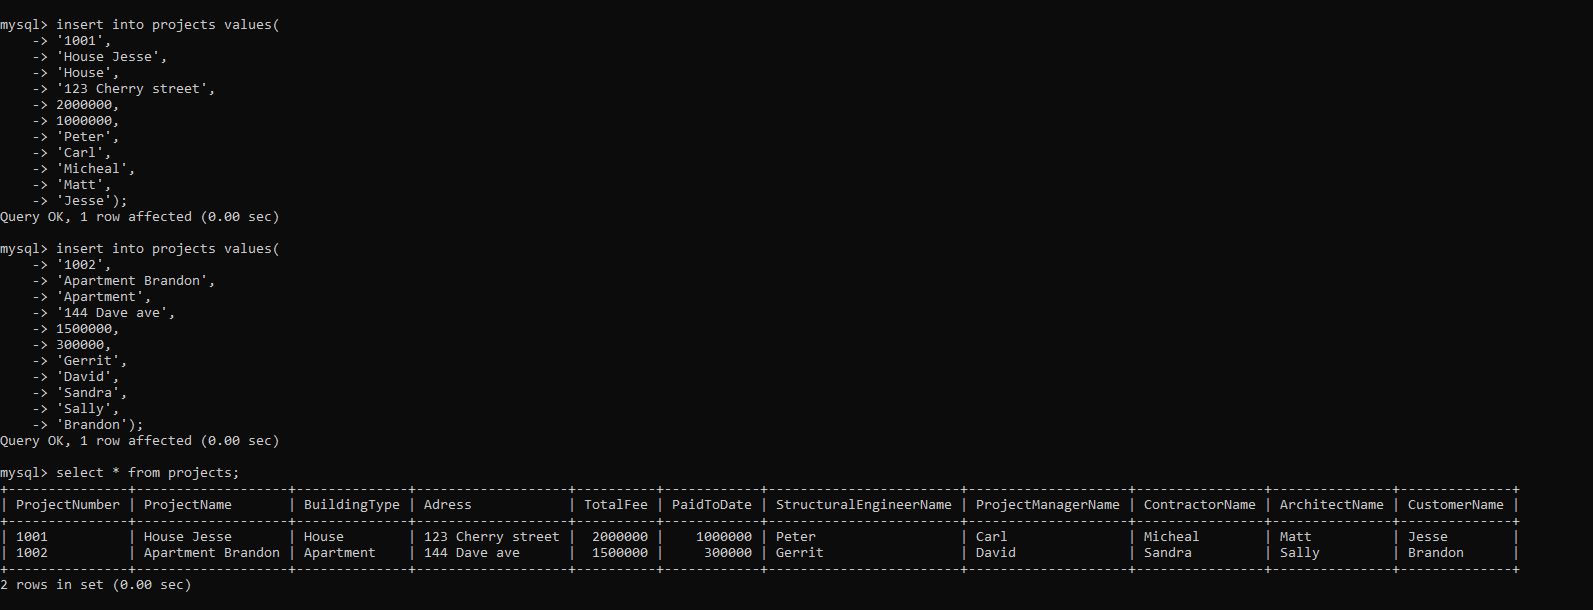 mysql> insert into projects values(
    -> '1001',
    -> 'House Jesse',
    -> 'House',
    -> '123 Cherry street',
    -> 2000000,
    -> 1000000,
    -> 'Peter',
    -> 'Carl',
    -> 'Micheal',
    -> 'Matt',
    -> 'Jesse');
Query OK, 1 row affected (0.00 sec)

mysql> insert into projects values(
    -> '1002',
    -> 'Apartment Brandon',
    -> 'Apartment',
    -> '144 Dave ave',
    -> 1500000,
    -> 300000,
    -> 'Gerrit',
    -> 'David',
    -> 'Sandra',
    -> 'Sally',
    -> 'Brandon');
Query OK, 1 row affected (0.00 sec)

mysql> select * from projects;
+---------------+-------------------+--------------+-------------------+----------+------------+------------------------+--------------------+----------------+---------------+--------------+
| ProjectNumber | ProjectName       | BuildingType | Adress            | TotalFee | PaidToDate | StructuralEngineerName | ProjectManagerName | ContractorName | ArchitectName | CustomerName |
+---------------+-------------------+--------------+-------------------+----------+------------+------------------------+--------------------+----------------+---------------+--------------+
| 1001          | House Jesse       | House        | 123 Cherry street |  2000000 |    1000000 | Peter                  | Carl               | Micheal        | Matt          | Jesse        |
| 1002          | Apartment Brandon | Apartment    | 144 Dave ave      |  1500000 |     300000 | Gerrit                 | David              | Sandra         | Sally         | Brandon      |
+---------------+-------------------+--------------+-------------------+----------+------------+------------------------+--------------------+----------------+---------------+--------------+
2 rows in set (0.00 sec)